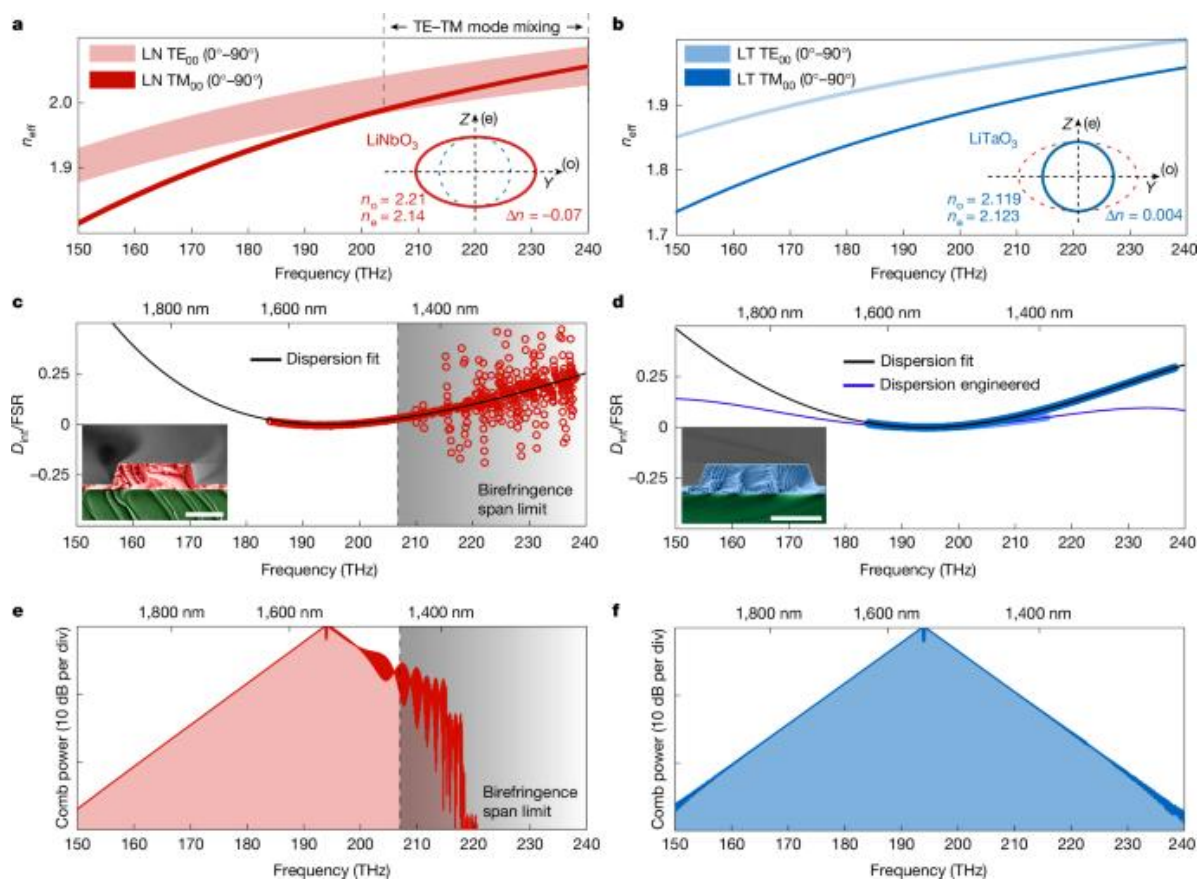 a
TE–TM mode mixing
LN TE₀₀ (0°–90°)
LN TM₀₀ (0°–90°)
2.0
1.9
n_eff
LiNbO₃
Z (e)
(o)
Y
nₒ = 2.21
nₑ = 2.14
Δn = −0.07
150 160 170 180 190 200 210 220 230 240
Frequency (THz)
b
LT TE₀₀ (0°–90°)
LT TM₀₀ (0°–90°)
1.9
1.8
1.7
n_eff
LiTaO₃
Z (e)
(o)
Y
nₒ = 2.119
nₑ = 2.123
Δn = 0.004
150 160 170 180 190 200 210 220 230 240
Frequency (THz)
c
1,800 nm 1,600 nm 1,400 nm
Dispersion fit
0.25
0
−0.25
D_int/FSR
Birefringence
span limit
150 160 170 180 190 200 210 220 230 240
Frequency (THz)
d
1,800 nm 1,600 nm 1,400 nm
Dispersion fit
Dispersion engineered
0.25
0
−0.25
D_int/FSR
150 160 170 180 190 200 210 220 230 240
Frequency (THz)
e
1,800 nm 1,600 nm 1,400 nm
Comb power (10 dB per div)
Birefringence
span limit
150 160 170 180 190 200 210 220 230 240
Frequency (THz)
f
1,800 nm 1,600 nm 1,400 nm
Comb power (10 dB per div)
150 160 170 180 190 200 210 220 230 240
Frequency (THz)